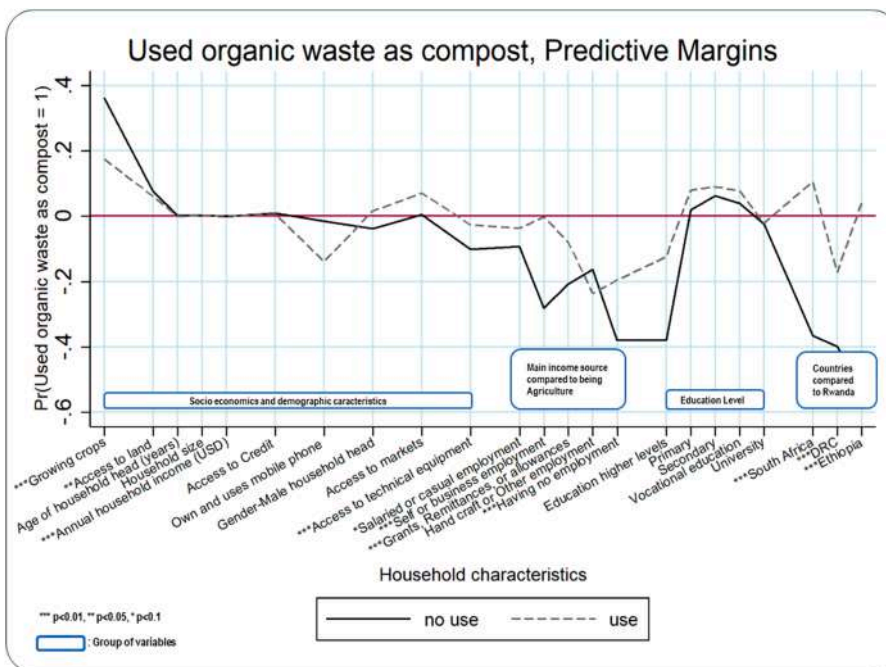 Used organic waste as compost, Predictive Margins
Pr(Used organic waste as compost = 1)
.4
.2
0
-.2
-.4
-.6
Socio economics and demographic caracteristics
Main income source
compared to being
Agriculture
Education Level
Countries
compared
to Rwanda
***Growing crops
**Access to land
Age of household head (years)
Household size
***Annual household income (USD)
Access to Credit
Own and uses mobile phone
Gender-Male household head
Access to markets
***Access to technical equipment
*Salaried or casual employment
***Self or business employment
***Grants, Remittances, or allowances
Hand craft or Other employment
***Having no employment
Education higher levels
Primary
Secondary
Vocational education
University
***South Africa
***DRC
***Ethiopia
Household characteristics
*** p<0.01, ** p<0.05, * p<0.1
: Group of variables
no use
use